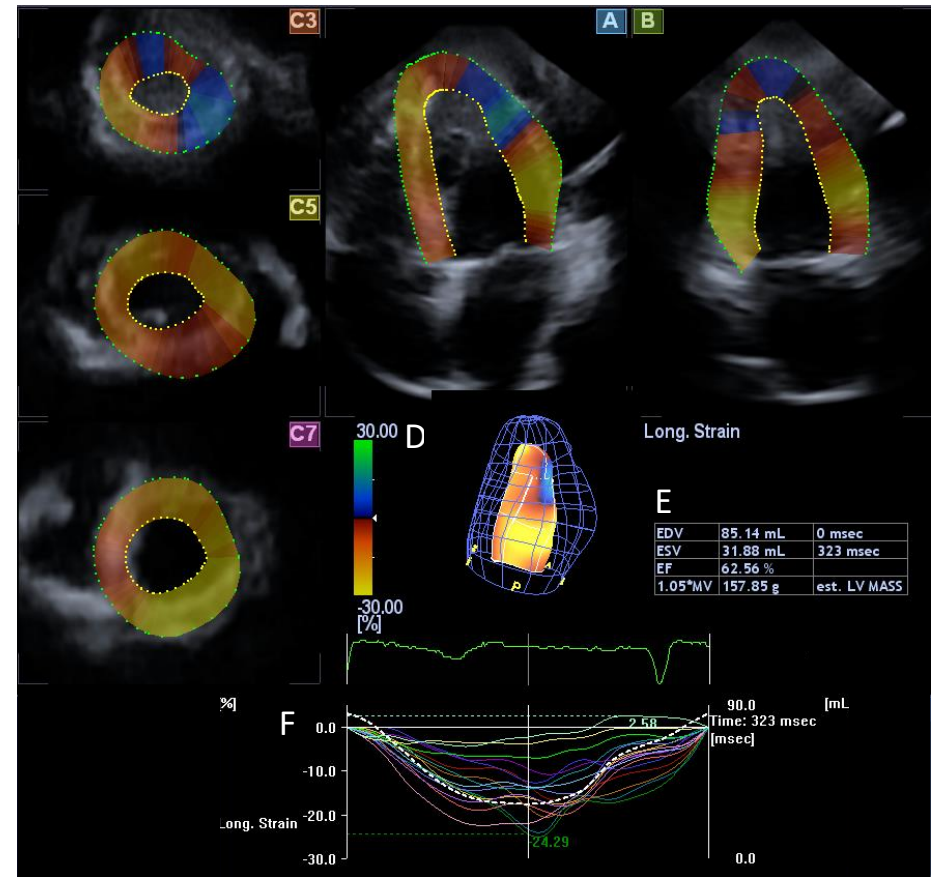 C3
A
B
C5
C7
30.00
D
-30.00
[%]
P
Long. Strain
E
EDV 85.14 mL 0 msec
ESV 31.88 mL 323 msec
EF 62.56 %
1.05*MV 157.85 g est. LV MASS
%]
F
90.0
[mL
Time: 323 msec
[msec]
2.58
0.0
-10.0
-20.0
Long. Strain
-24.29
-30.0
0.0